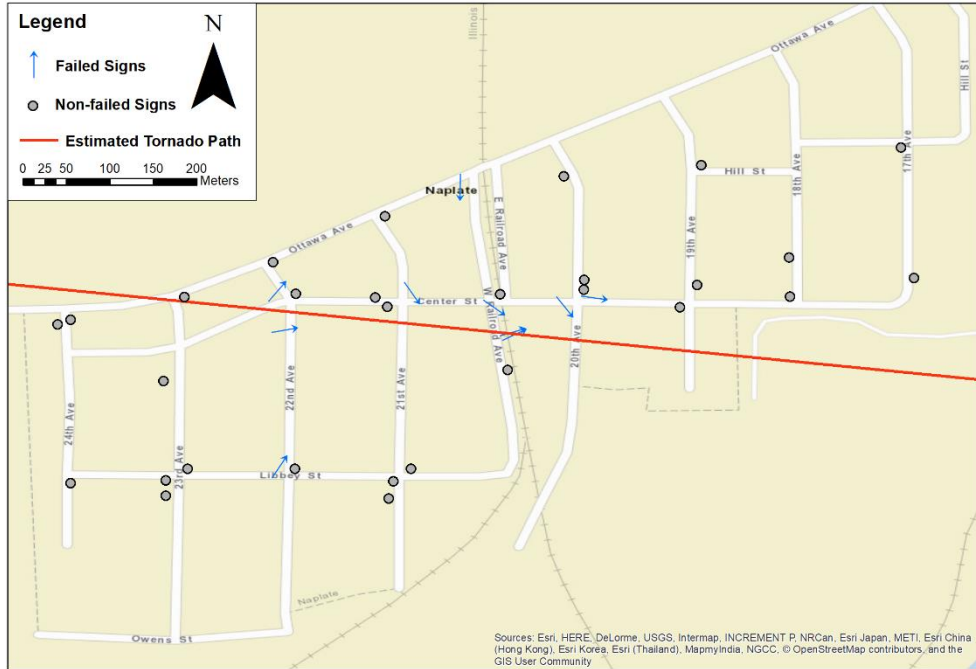 Legend
N
Failed Signs
Non-failed Signs
Estimated Tornado Path
0 25 50 100 150 200
Meters
Illinois
Ottawa Ave
Hill St
17th Ave
18th Ave
Hill St
Naplate
E Railroad Ave
19th Ave
Ottawa Ave
Center St
W Railroad Ave
20th Ave
24th Ave
22nd Ave
21st Ave
23rd Ave
Libbey St
Naplate
Owens St
Sources: Esri, HERE, DeLorme, USGS, Intermap, INCREMENT P, NRCan, Esri Japan, METI, Esri China
(Hong Kong), Esri Korea, Esri (Thailand), MapmyIndia, NGCC, © OpenStreetMap contributors, and the
GIS User Community